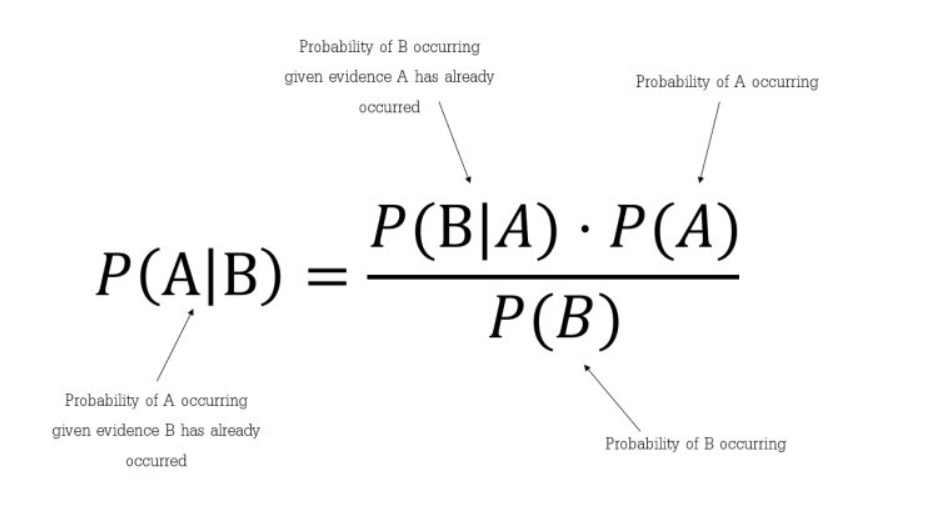 Probability of B occurring
given evidence A has already
occurred
Probability of A occurring
P(A|B) = P(B|A) · P(A)
P(B)
Probability of A occurring
given evidence B has already
occurred
Probability of B occurring